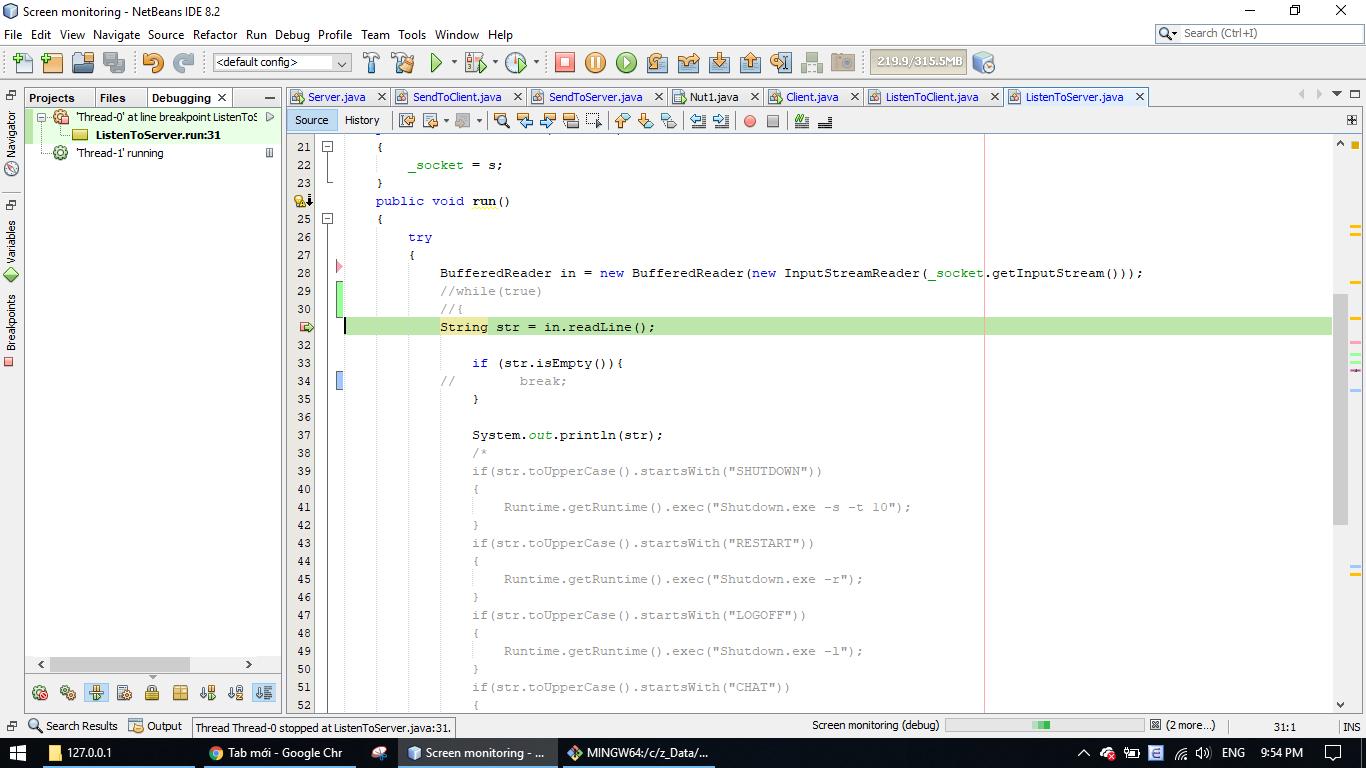 Screen monitoring - NetBeans IDE 8.2
File Edit View Navigate Source Refactor Run Debug Profile Team Tools Window Help
Search (Ctrl+I)
<default config>
219.9/315.5MB
Projects Files Debugging
Server.java SendToClient.java SendToServer.java Nut1.java Client.java ListenToClient.java ListenToServer.java
Navigator
Variables
Breakpoints
'Thread-0' at line breakpoint ListenToS
ListenToServer.run:31
'Thread-1' running
Source History
21 {
22 _socket = s;
23 }
public void run()
25 {
26 try
27 {
28 BufferedReader in = new BufferedReader(new InputStreamReader(_socket.getInputStream()));
29 //while(true)
30 //{
String str = in.readLine();
32
33 if (str.isEmpty()){
34 // break;
35 }
36
37 System.out.println(str);
38 /*
39 if(str.toUpperCase().startsWith("SHUTDOWN"))
40 {
41 Runtime.getRuntime().exec("Shutdown.exe -s -t 10");
42 }
43 if(str.toUpperCase().startsWith("RESTART"))
44 {
45 Runtime.getRuntime().exec("Shutdown.exe -r");
46 }
47 if(str.toUpperCase().startsWith("LOGOFF"))
48 {
49 Runtime.getRuntime().exec("Shutdown.exe -l");
50 }
51 if(str.toUpperCase().startsWith("CHAT"))
52 {
Search Results Output
Thread Thread-0 stopped at ListenToServer.java:31.
Screen monitoring (debug) (2 more...) 31:1 INS
127.0.0.1
Tab mới - Google Chr
Screen monitoring - ...
MINGW64:/c/z_Data/...
ENG 9:54 PM